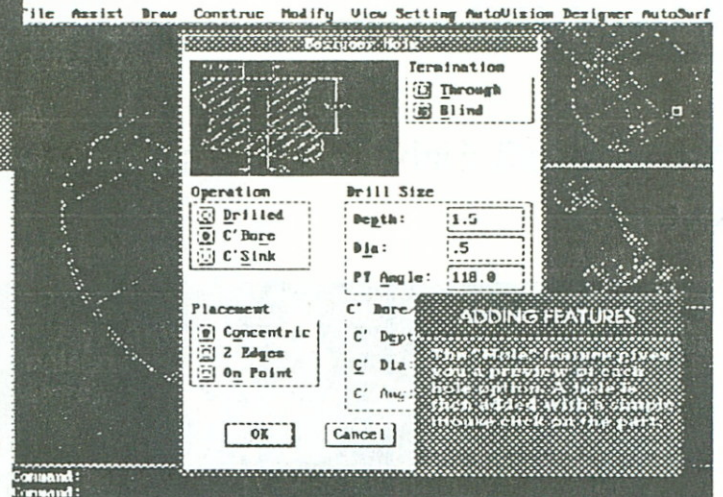 File Assist Draw Construc Modify View Setting AutoVision Designer AutoSurf
Designer Hole
Termination
Through
Blind
Operation
Drilled
C'Bore
C'Sink
Drill Size
Depth: 1.5
Dia: .5
PT Angle: 118.0
Placement
Concentric
2 Edges
On Point
C' Bore/
C' Dept
C' Dia
C' Ang
OK
Cancel
ADDING FEATURES
The "Hole" feature gives
you a preview of each
hole option. A hole is
then added with a simple
mouse click on the part.
Command:
Command: